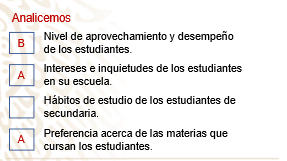 Analicemos
B Nivel de aprovechamiento y desempeño
de los estudiantes.
A Intereses e inquietudes de los estudiantes
en su escuela.
Hábitos de estudio de los estudiantes de
secundaria.
A Preferencia acerca de las materias que
cursan los estudiantes.